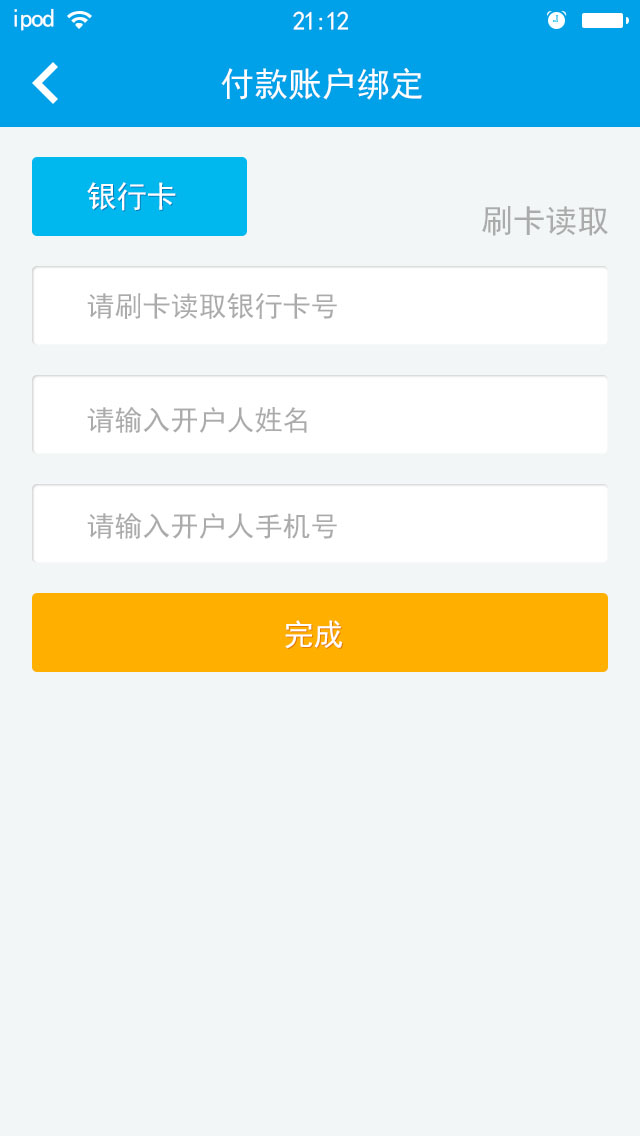 ipod 21:12
付款账户绑定
银行卡
刷卡读取
请刷卡读取银行卡号
请输入开户人姓名
请输入开户人手机号
完成